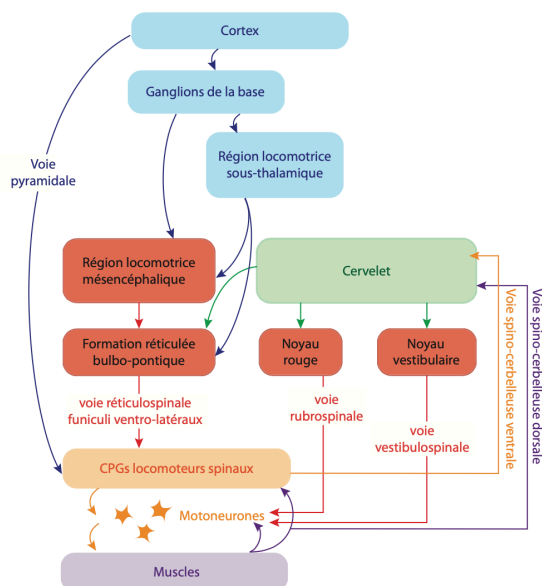 Cortex
Ganglions de la base
Région locomotrice
sous-thalamique
Voie
pyramidale
Région locomotrice
mésencéphalique
Cervelet
Formation réticulée
bulbo-pontique
Noyau
rouge
Noyau
vestibulaire
voie réticulospinale
funiculi ventro-latéraux
voie
rubrospinale
voie
vestibulospinale
Voie spino-cerbelleuse ventrale
Voie spino-cerbelleuse dorsale
CPGs locomoteurs spinaux
Motoneurones
Muscles